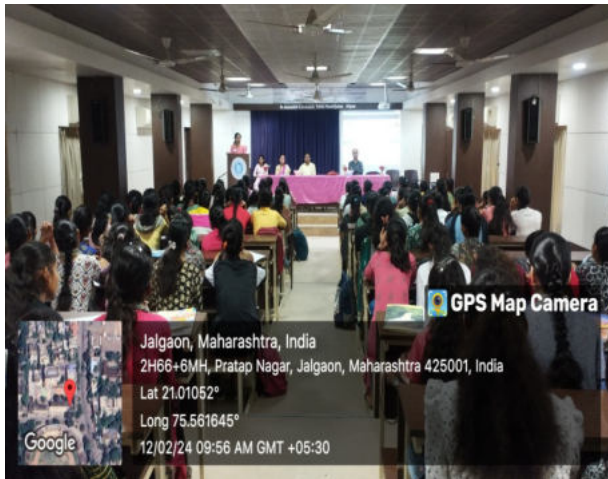 GPS Map Camera
Jalgaon, Maharashtra, India
2H66+6MH, Pratap Nagar, Jalgaon, Maharashtra 425001, India
Lat 21.01052°
Long 75.561645°
12/02/24 09:56 AM GMT +05:30
Google